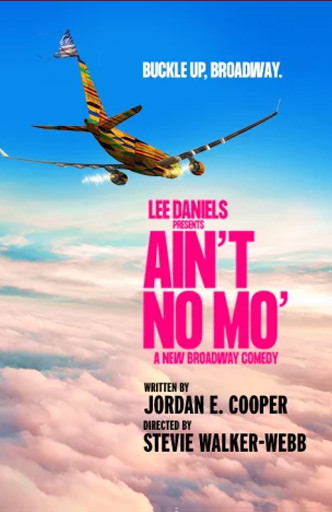 BUCKLE UP, BROADWAY.
LEE DANIELS
PRESENTS
AIN'T
NO MO'
A NEW BROADWAY COMEDY
WRITTEN BY
JORDAN E. COOPER
DIRECTED BY
STEVIE WALKER-WEBB